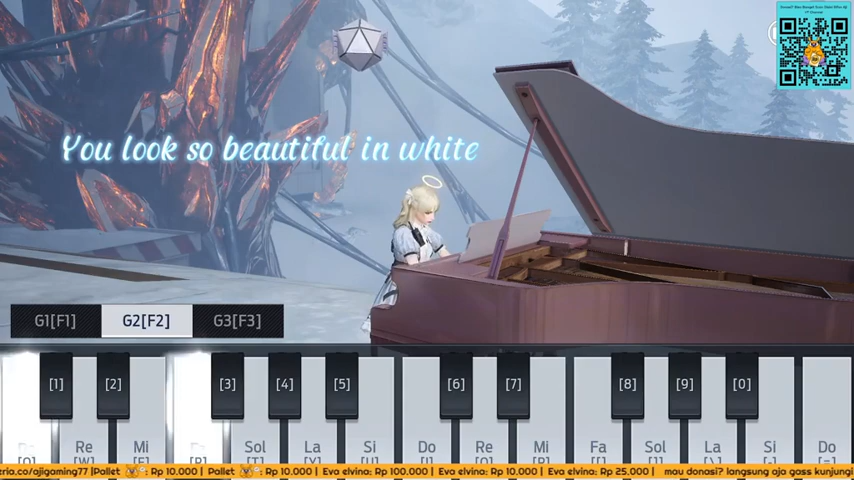 You look so beautiful in white
G1[F1] G2[F2] G3[F3]
[1] [2] [3] [4] [5] [6] [7] [8] [9] [0]
Re Mi Sol La Si Do Re Mi Fa Sol La Si Do
eria.co/ajigaming77 |Pallet : Rp 10.000 | Pallet : Rp 10.000 | Eva elvina: Rp 100.000 | Eva elvina: Rp 10.000 | Eva elvina: Rp 25.000 | mau donasi? langsung aja gass kunjungi